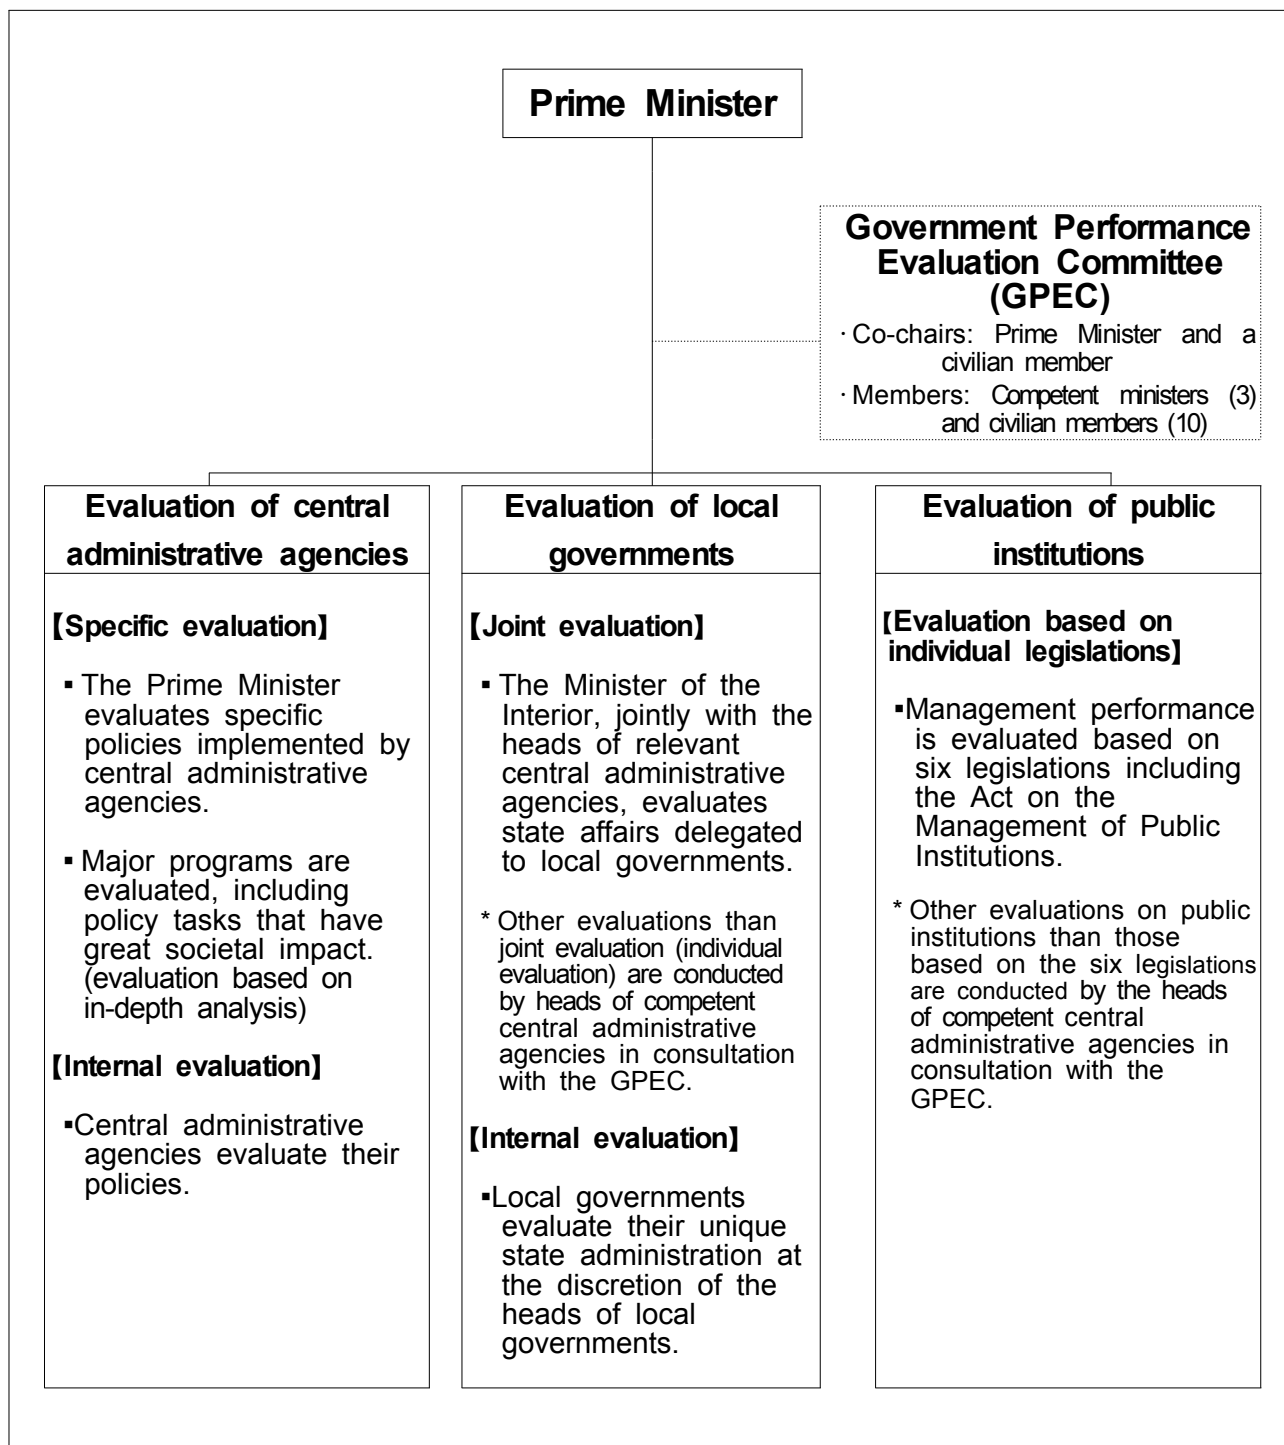 Prime Minister
Government Performance
Evaluation Committee
(GPEC)
· Co-chairs: Prime Minister and a
civilian member
· Members: Competent ministers (3)
and civilian members (10)
Evaluation of central
administrative agencies
【Specific evaluation】
▪ The Prime Minister
evaluates specific
policies implemented by
central administrative
agencies.
▪ Major programs are
evaluated, including
policy tasks that have
great societal impact.
(evaluation based on
in-depth analysis)
【Internal evaluation】
▪Central administrative
agencies evaluate their
policies.
Evaluation of local
governments
【Joint evaluation】
▪ The Minister of the
Interior, jointly with the
heads of relevant
central administrative
agencies, evaluates
state affairs delegated
to local governments.
* Other evaluations than
joint evaluation (individual
evaluation) are conducted
by heads of competent
central administrative
agencies in consultation
with the GPEC.
【Internal evaluation】
▪Local governments
evaluate their unique
state administration at
the discretion of the
heads of local
governments.
Evaluation of public
institutions
【Evaluation based on
individual legislations】
▪Management performance
is evaluated based on
six legislations including
the Act on the
Management of Public
Institutions.
* Other evaluations on public
institutions than those
based on the six legislations
are conducted by the heads
of competent central
administrative agencies in
consultation with the
GPEC.